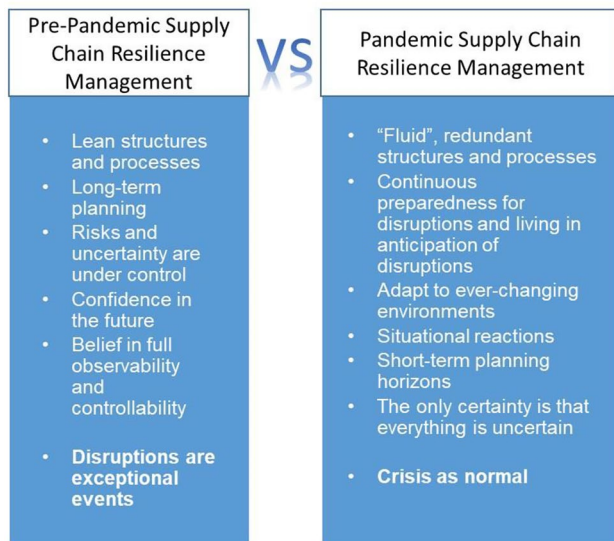 Pre-Pandemic Supply
Chain Resilience
Management
VS
Pandemic Supply Chain
Resilience Management
• Lean structures
and processes
• Long-term
planning
• Risks and
uncertainty are
under control
• Confidence in
the future
• Belief in full
observability
and
controllability
• Disruptions are
exceptional
events
• “Fluid”, redundant
structures and processes
• Continuous
preparedness for
disruptions and living in
anticipation of
disruptions
• Adapt to ever-changing
environments
• Situational reactions
• Short-term planning
horizons
• The only certainty is that
everything is uncertain
• Crisis as normal